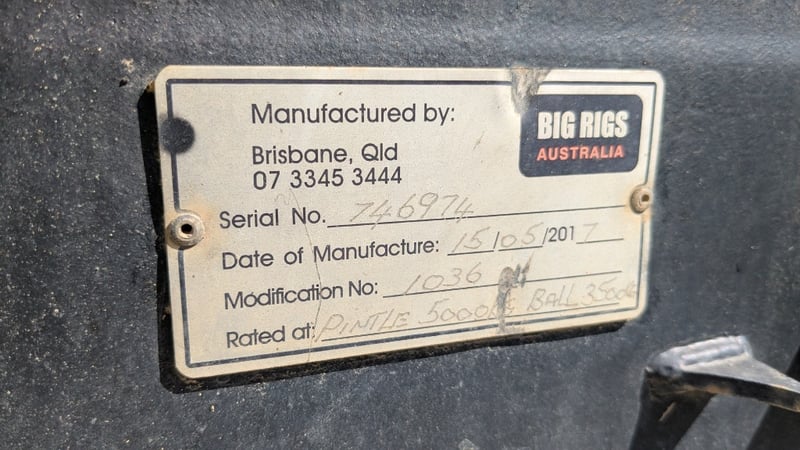 Manufactured by:
BIG RIGS
AUSTRALIA
Brisbane, Qld
07 3345 3444
Serial No. 746974
Date of Manufacture: 15/05/2017
Modification No: 1036
Rated at: PINTLE 5000KG BALL 3500KG